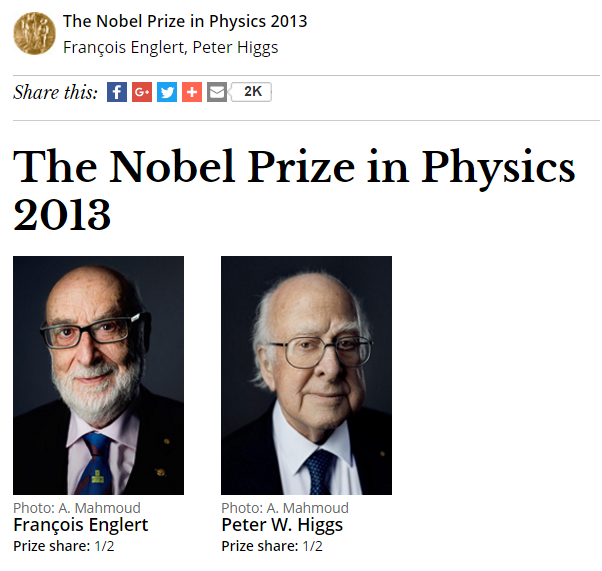 The Nobel Prize in Physics 2013
François Englert, Peter Higgs
Share this: f G+ 2K
The Nobel Prize in Physics
2013
Photo: A. Mahmoud Photo: A. Mahmoud
François Englert Peter W. Higgs
Prize share: 1/2 Prize share: 1/2